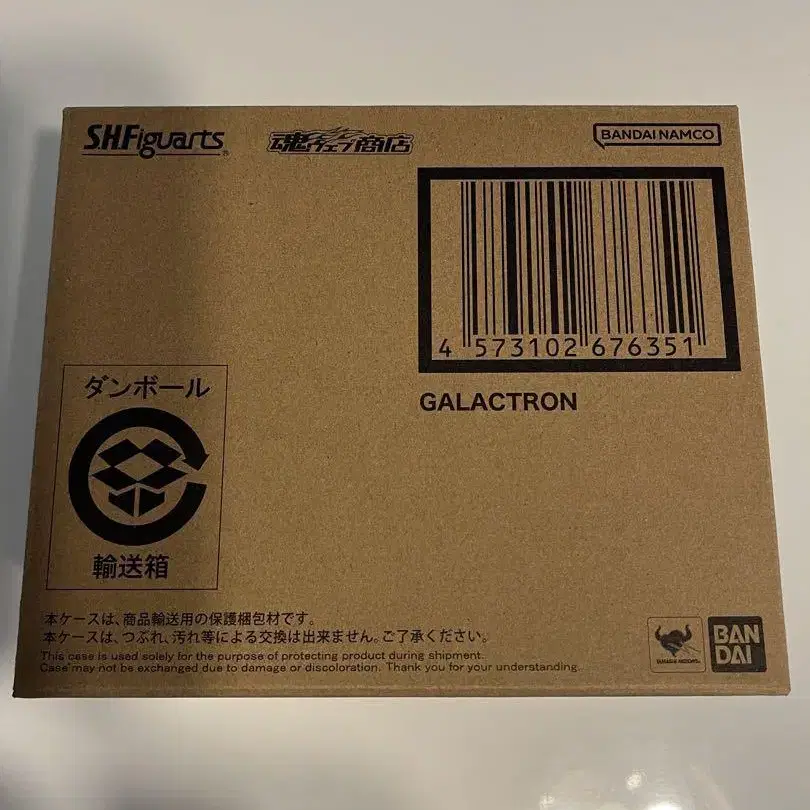 S.H.Figuarts
魂ウェブ商店
BANDAI NAMCO
4 573102 676351
GALACTRON
ダンボール
輸送箱
本ケースは、商品輸送用の保護梱包材です。
本ケースは、つぶれ、汚れ等による交換は出来ません。ご了承ください。
This case is used solely for the purpose of protecting product during shipment.
Case may not be exchanged due to damage or discoloration. Thank you for your understanding.
TAMASHII NATIONS
BAN
DAI